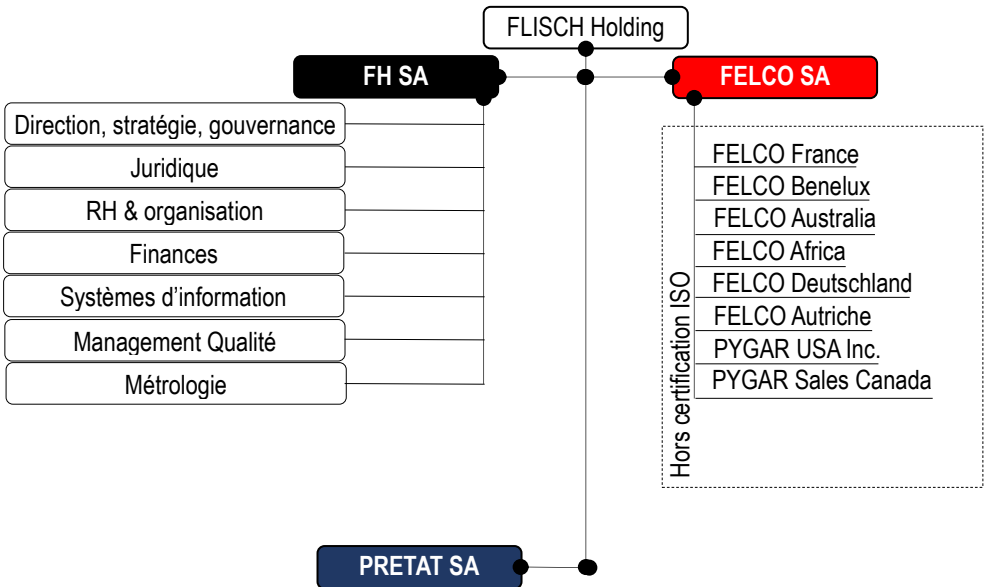 FLISCH Holding
FH SA
FELCO SA
Direction, stratégie, gouvernance
Juridique
RH & organisation
Finances
Systèmes d'information
Management Qualité
Métrologie
Hors certification ISO
FELCO France
FELCO Benelux
FELCO Australia
FELCO Africa
FELCO Deutschland
FELCO Autriche
PYGAR USA Inc.
PYGAR Sales Canada
PRETAT SA